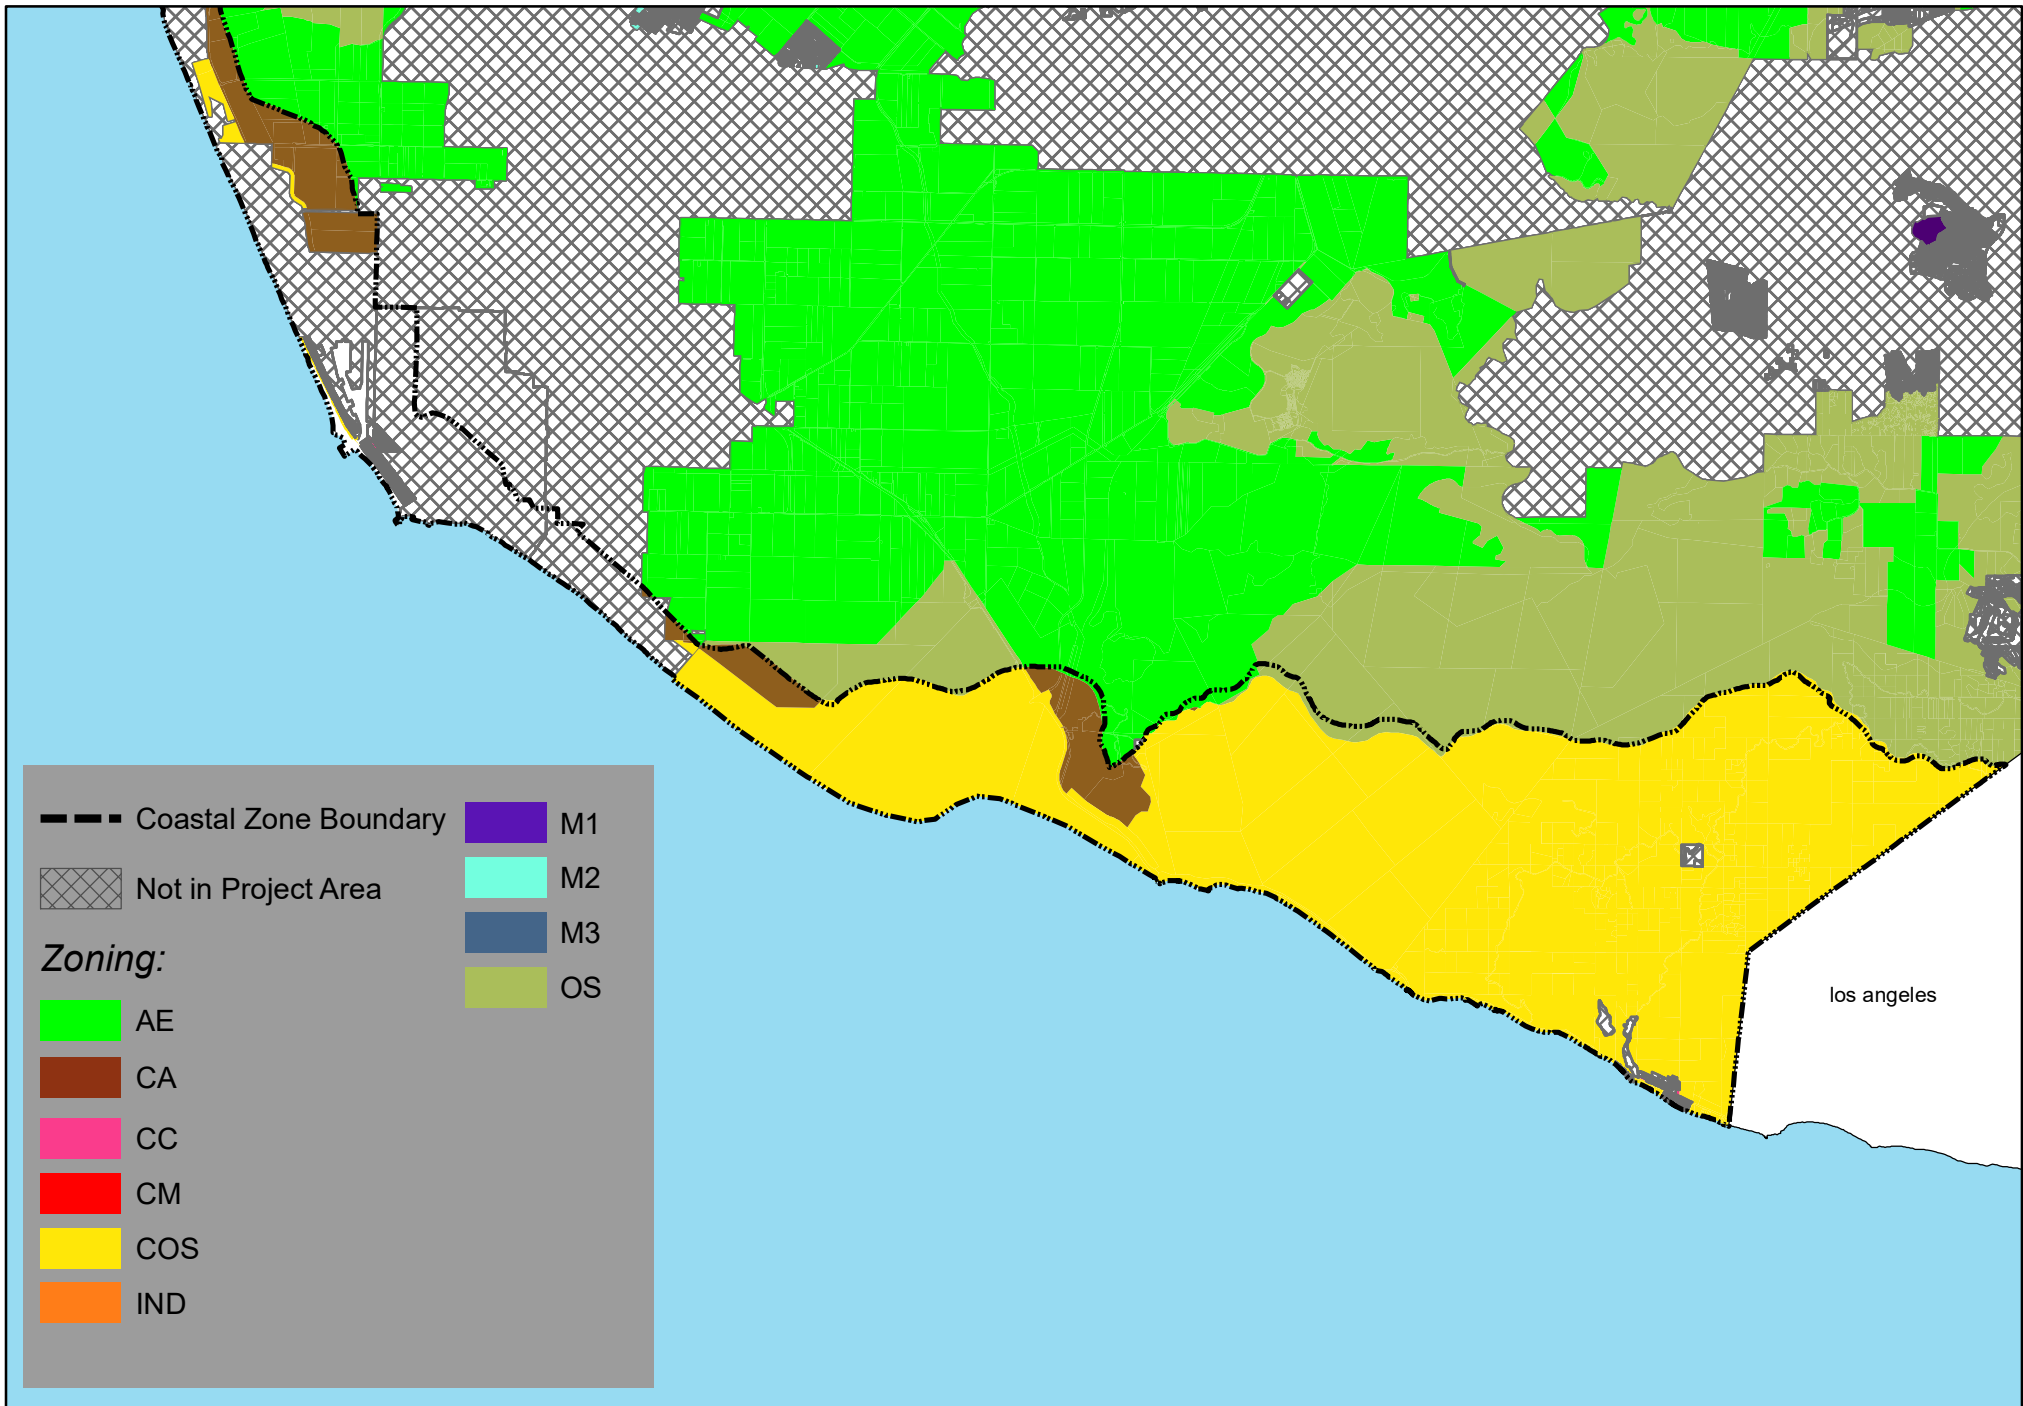 Coastal Zone Boundary
Not in Project Area
Zoning:
AE
CA
CC
CM
COS
IND
M1
M2
M3
OS
los angeles